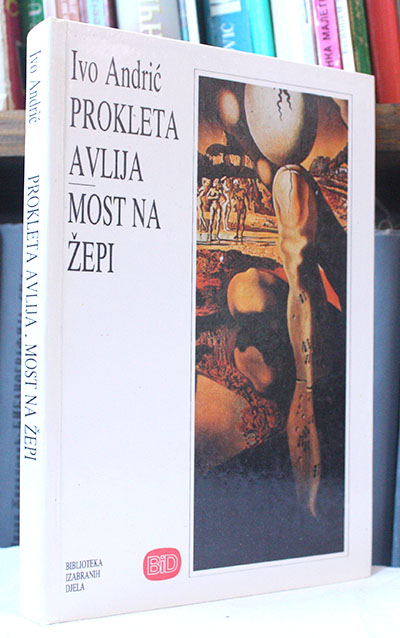 Ivo Andrić
PROKLETA
AVLIJA
MOST NA
ŽEPI
BIBLIOTEKA
IZABRANIH
DJELA
BiD
Ivo Andrić PROKLETA AVLIJA . MOST NA ŽEPI